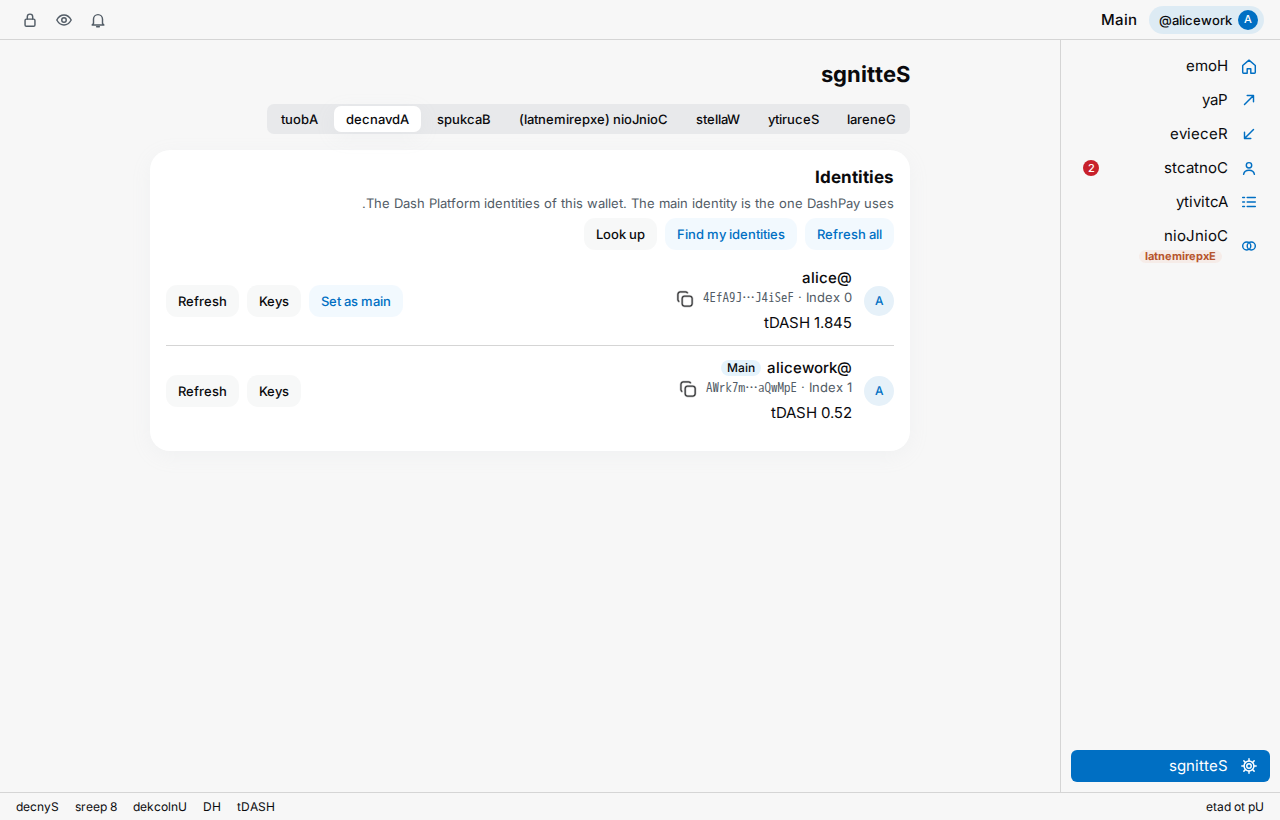 Main @alicework A
sgnitteS
emoH
yaP
evieceR
stcatnoC 2
ytivitcA
nioJnioC
latnemirepxE
lareneG ytiruceS stellaW (latnemirepxe) nioJnioC spukcaB decnavdA tuobA
Identities
.The Dash Platform identities of this wallet. The main identity is the one DashPay uses
Refresh all Find my identities Look up
A alice@
4EfA9J⋯J4iSeF · Index 0
tDASH 1.845
Set as main Keys Refresh
A alicework@ Main
AWrk7m⋯aQwMpE · Index 1
tDASH 0.52
Keys Refresh
sgnitteS
etad ot pU
tDASH DH dekcolnU sreep 8 decnyS